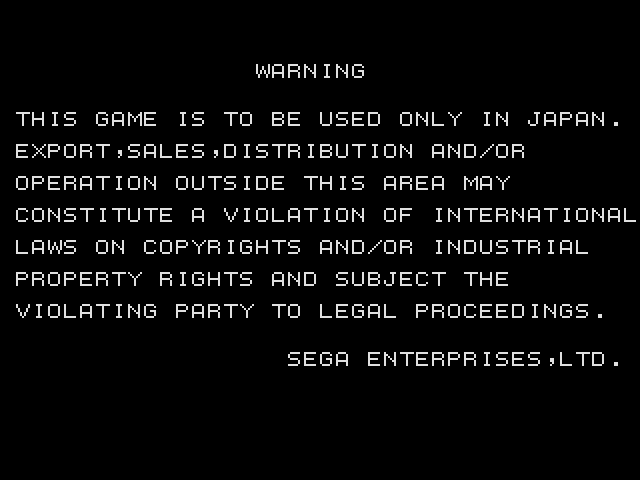 WARNING
THIS GAME IS TO BE USED ONLY IN JAPAN.
EXPORT,SALES,DISTRIBUTION AND/OR
OPERATION OUTSIDE THIS AREA MAY
CONSTITUTE A VIOLATION OF INTERNATIONAL
LAWS ON COPYRIGHTS AND/OR INDUSTRIAL
PROPERTY RIGHTS AND SUBJECT THE
VIOLATING PARTY TO LEGAL PROCEEDINGS.
SEGA ENTERPRISES,LTD.